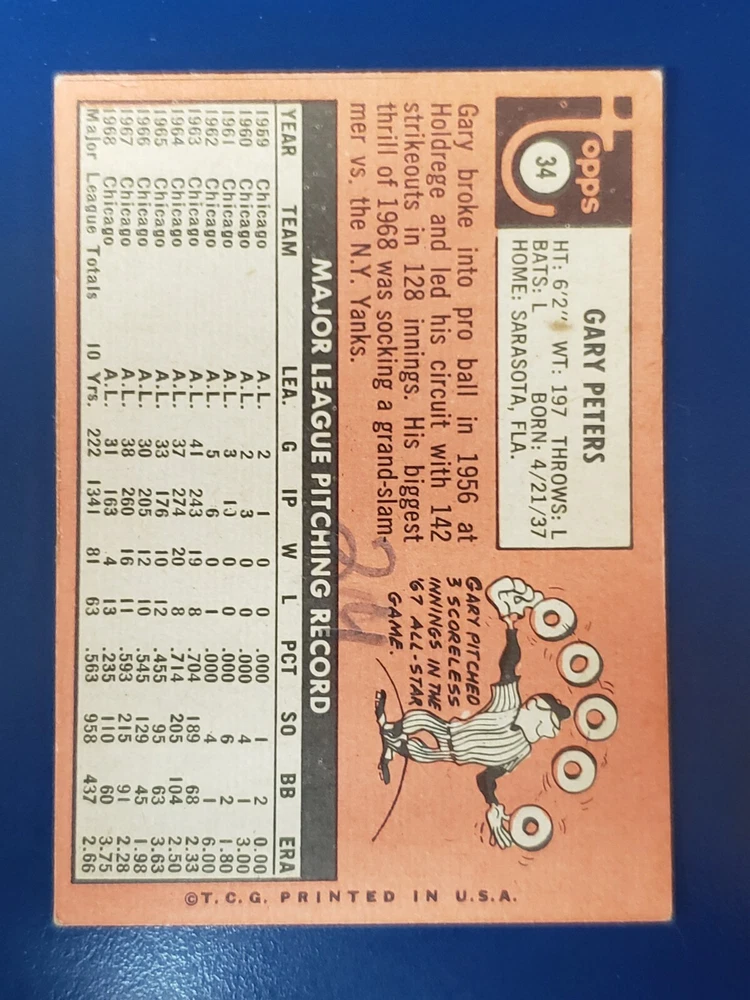 Topps
34
GARY PETERS
HT: 6'2" WT: 197 THROWS: L
BATS: L BORN: 4/21/37
HOME: SARASOTA, FLA.
Gary broke into pro ball in 1956 at
Holdrege and led his circuit with 142
strikeouts in 128 innings. His biggest
thrill of 1968 was socking a grand-slam-
mer vs. the N.Y. Yanks.
GARY PITCHED
3 SCORELESS
INNINGS IN THE
'67 ALL-STAR
GAME.
MAJOR LEAGUE PITCHING RECORD
YEAR TEAM LEA. G IP W L PCT SO BB ERA
1959 Chicago A.L. 2 1 0 0 .000 1 2 0.00
1960 Chicago A.L. 2 3 0 0 .000 4 1 3.00
1961 Chicago A.L. 3 10 0 0 .000 6 2 1.80
1962 Chicago A.L. 5 6 0 1 .000 4 1 6.00
1963 Chicago A.L. 41 243 19 8 .704 189 68 2.33
1964 Chicago A.L. 37 274 20 8 .714 205 104 2.50
1965 Chicago A.L. 33 176 10 12 .455 95 63 3.63
1966 Chicago A.L. 30 205 12 10 .545 129 45 1.98
1967 Chicago A.L. 38 260 16 11 .593 215 91 2.28
1968 Chicago A.L. 31 163 4 13 .235 110 60 3.75
Major League Totals 10 Yrs. 222 1341 81 63 .563 958 437 2.66
©T.C.G. PRINTED IN U.S.A.